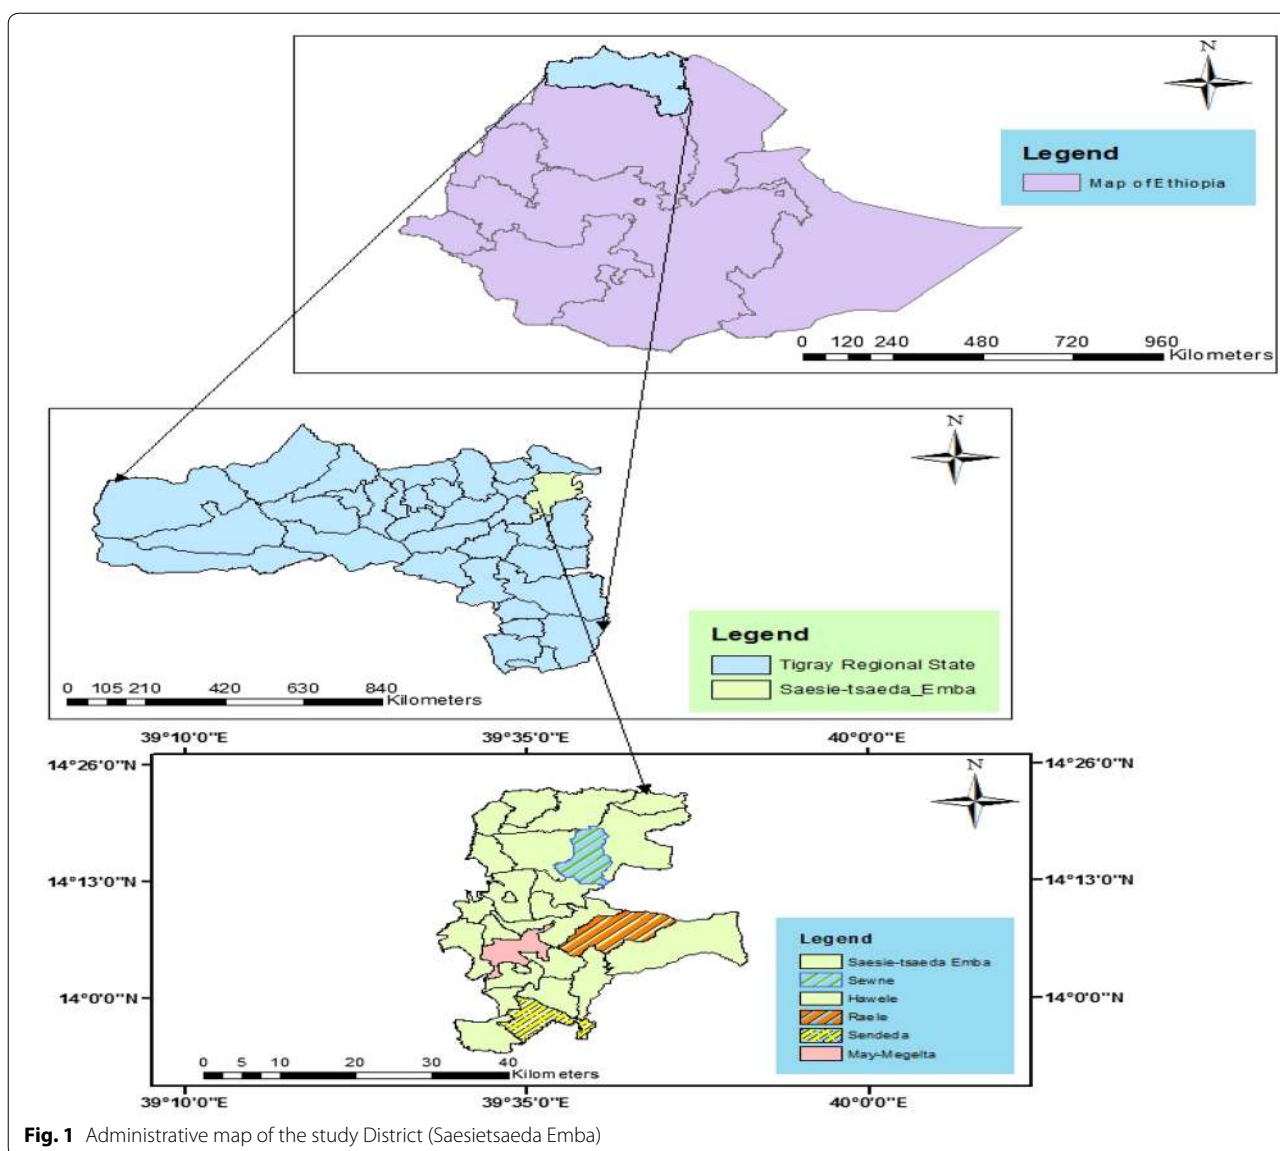 N
Legend
Map of Ethiopia
0 120 240 480 720 960
Kilometers
N
Legend
Tigray Regional State
Saesie-tsaeda_Emba
0 105 210 420 630 840
Kilometers
39°10'0"E 39°35'0"E 40°0'0"E
14°26'0"N 14°26'0"N
N
14°13'0"N 14°13'0"N
Legend
Saesie-tsaeda Emba
Sewne
Hawele
Raele
Sendeda
May-Megelta
14°0'0"N 14°0'0"N
0 5 10 20 30 40
Kilometers
39°10'0"E 39°35'0"E 40°0'0"E
Fig. 1 Administrative map of the study District (Saesietsaeda Emba)